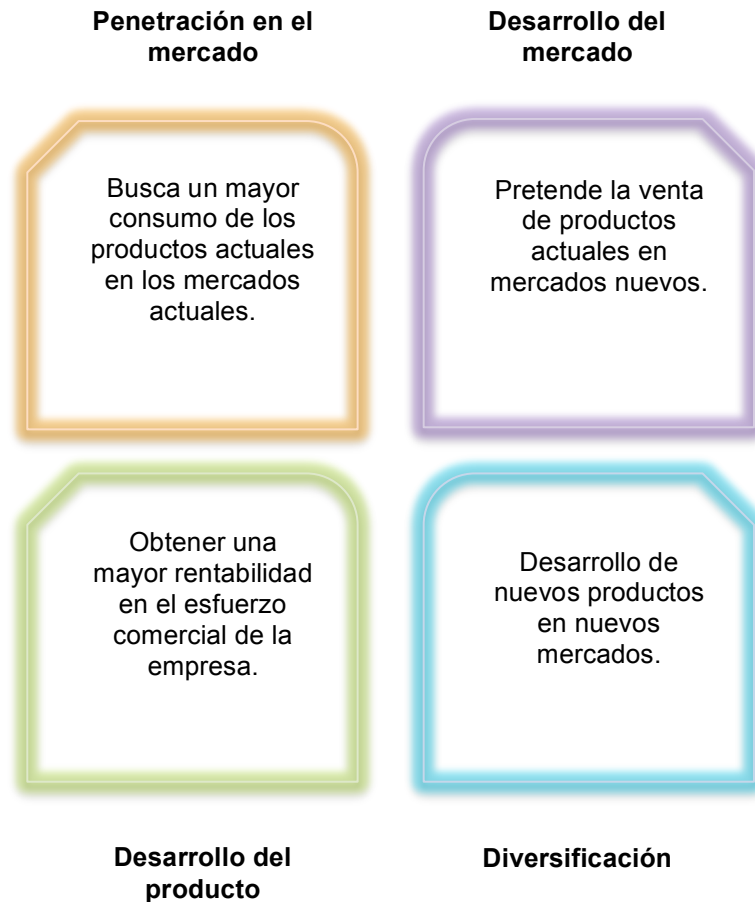 Penetración en el
mercado
Desarrollo del
mercado
Busca un mayor
consumo de los
productos actuales
en los mercados
actuales.
Pretende la venta
de productos
actuales en
mercados nuevos.
Obtener una
mayor rentabilidad
en el esfuerzo
comercial de la
empresa.
Desarrollo de
nuevos productos
en nuevos
mercados.
Desarrollo del
producto
Diversificación